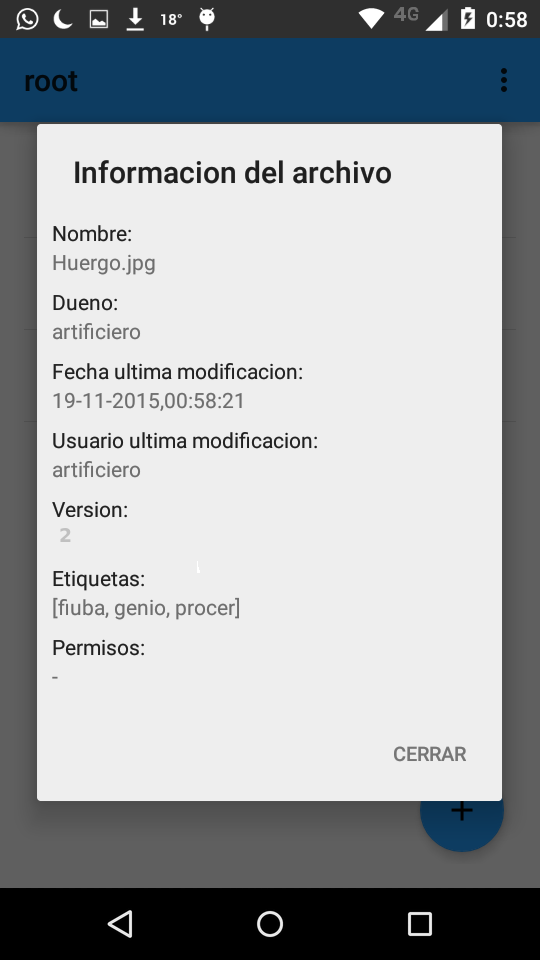 18°
4G
0:58
root
Informacion del archivo
Nombre:
Huergo.jpg
Dueno:
artificiero
Fecha ultima modificacion:
19-11-2015,00:58:21
Usuario ultima modificacion:
artificiero
Version:
2
Etiquetas:
[fiuba, genio, procer]
Permisos:
-
CERRAR
+